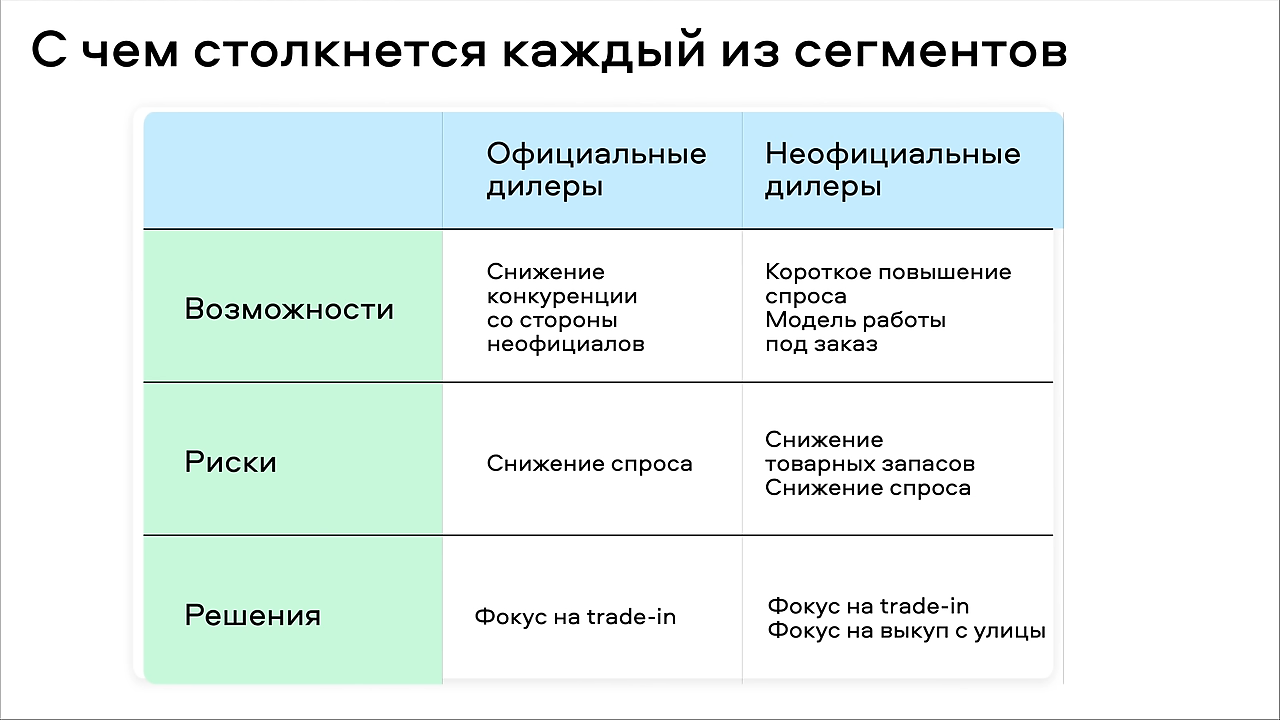 С чем столкнется каждый из сегментов
Официальные
дилеры
Неофициальные
дилеры
Возможности
Снижение
конкуренции
со стороны
неофициалов
Короткое повышение
спроса
Модель работы
под заказ
Риски
Снижение спроса
Снижение
товарных запасов
Снижение спроса
Решения
Фокус на trade-in
Фокус на trade-in
Фокус на выкуп с улицы